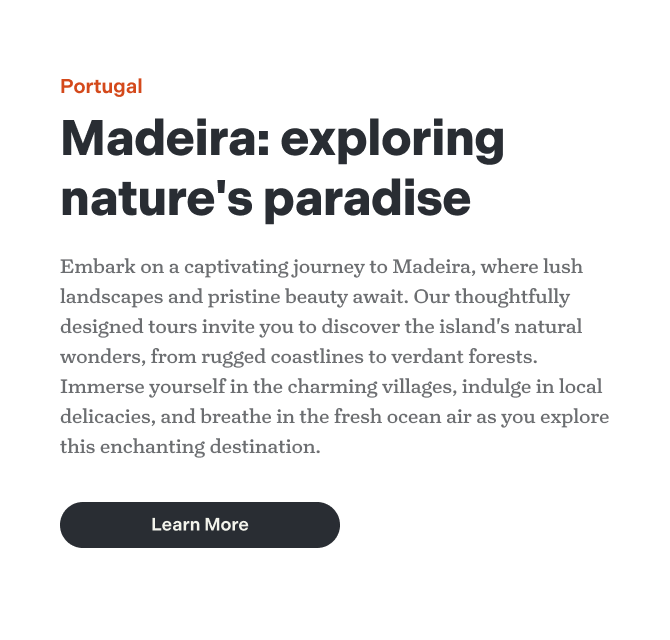 Portugal
Madeira: exploring
nature's paradise
Embark on a captivating journey to Madeira, where lush
landscapes and pristine beauty await. Our thoughtfully
designed tours invite you to discover the island's natural
wonders, from rugged coastlines to verdant forests.
Immerse yourself in the charming villages, indulge in local
delicacies, and breathe in the fresh ocean air as you explore
this enchanting destination.
Learn More